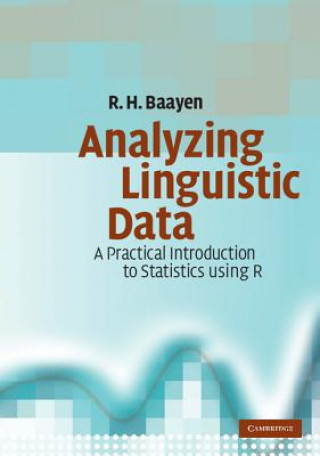 R. H. Baayen
Analyzing
Linguistic
Data
A Practical Introduction
to Statistics using R
CAMBRIDGE